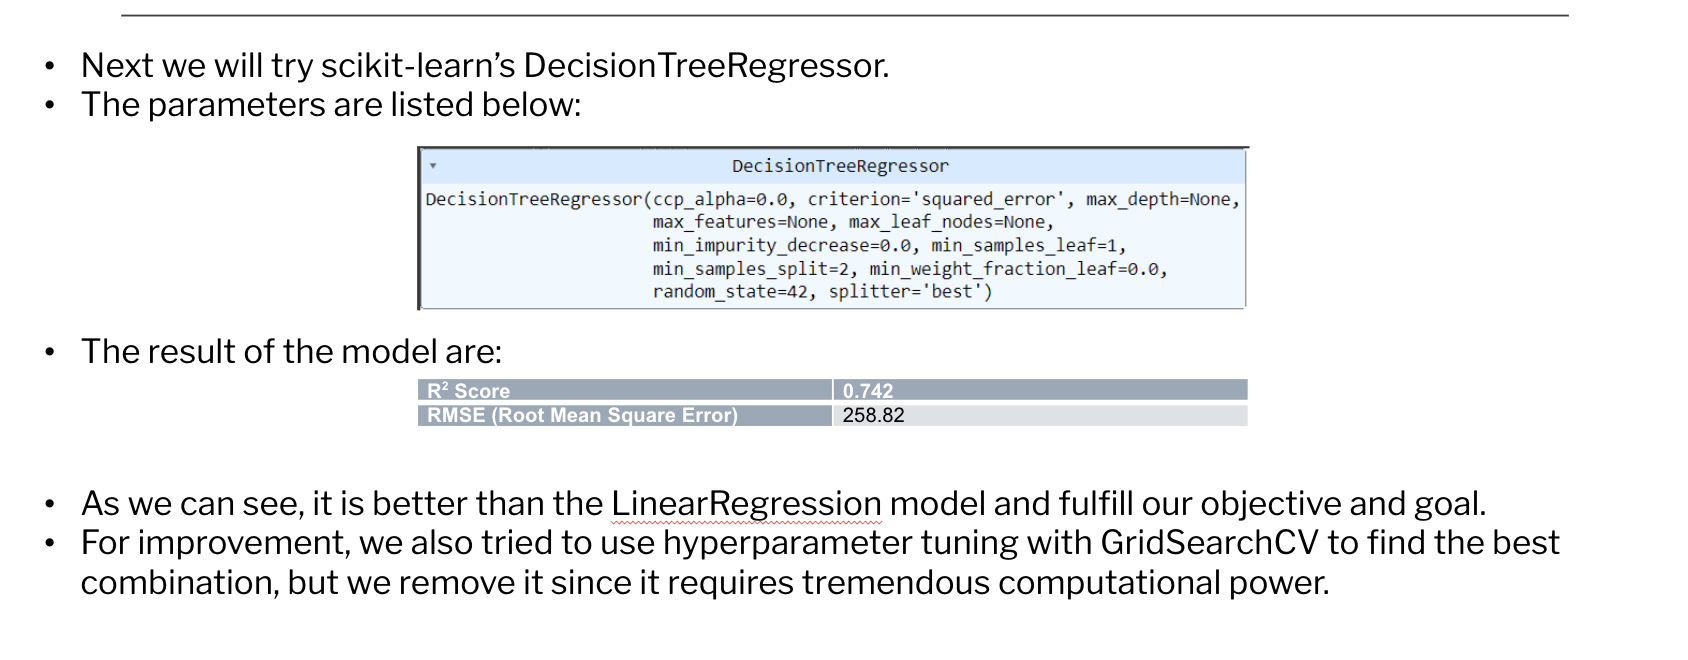 • Next we will try scikit-learn’s DecisionTreeRegressor.
• The parameters are listed below:
▾ DecisionTreeRegressor
DecisionTreeRegressor(ccp_alpha=0.0, criterion='squared_error', max_depth=None,
max_features=None, max_leaf_nodes=None,
min_impurity_decrease=0.0, min_samples_leaf=1,
min_samples_split=2, min_weight_fraction_leaf=0.0,
random_state=42, splitter='best')
• The result of the model are:
R² Score 0.742
RMSE (Root Mean Square Error) 258.82
• As we can see, it is better than the LinearRegression model and fulfill our objective and goal.
• For improvement, we also tried to use hyperparameter tuning with GridSearchCV to find the best
combination, but we remove it since it requires tremendous computational power.